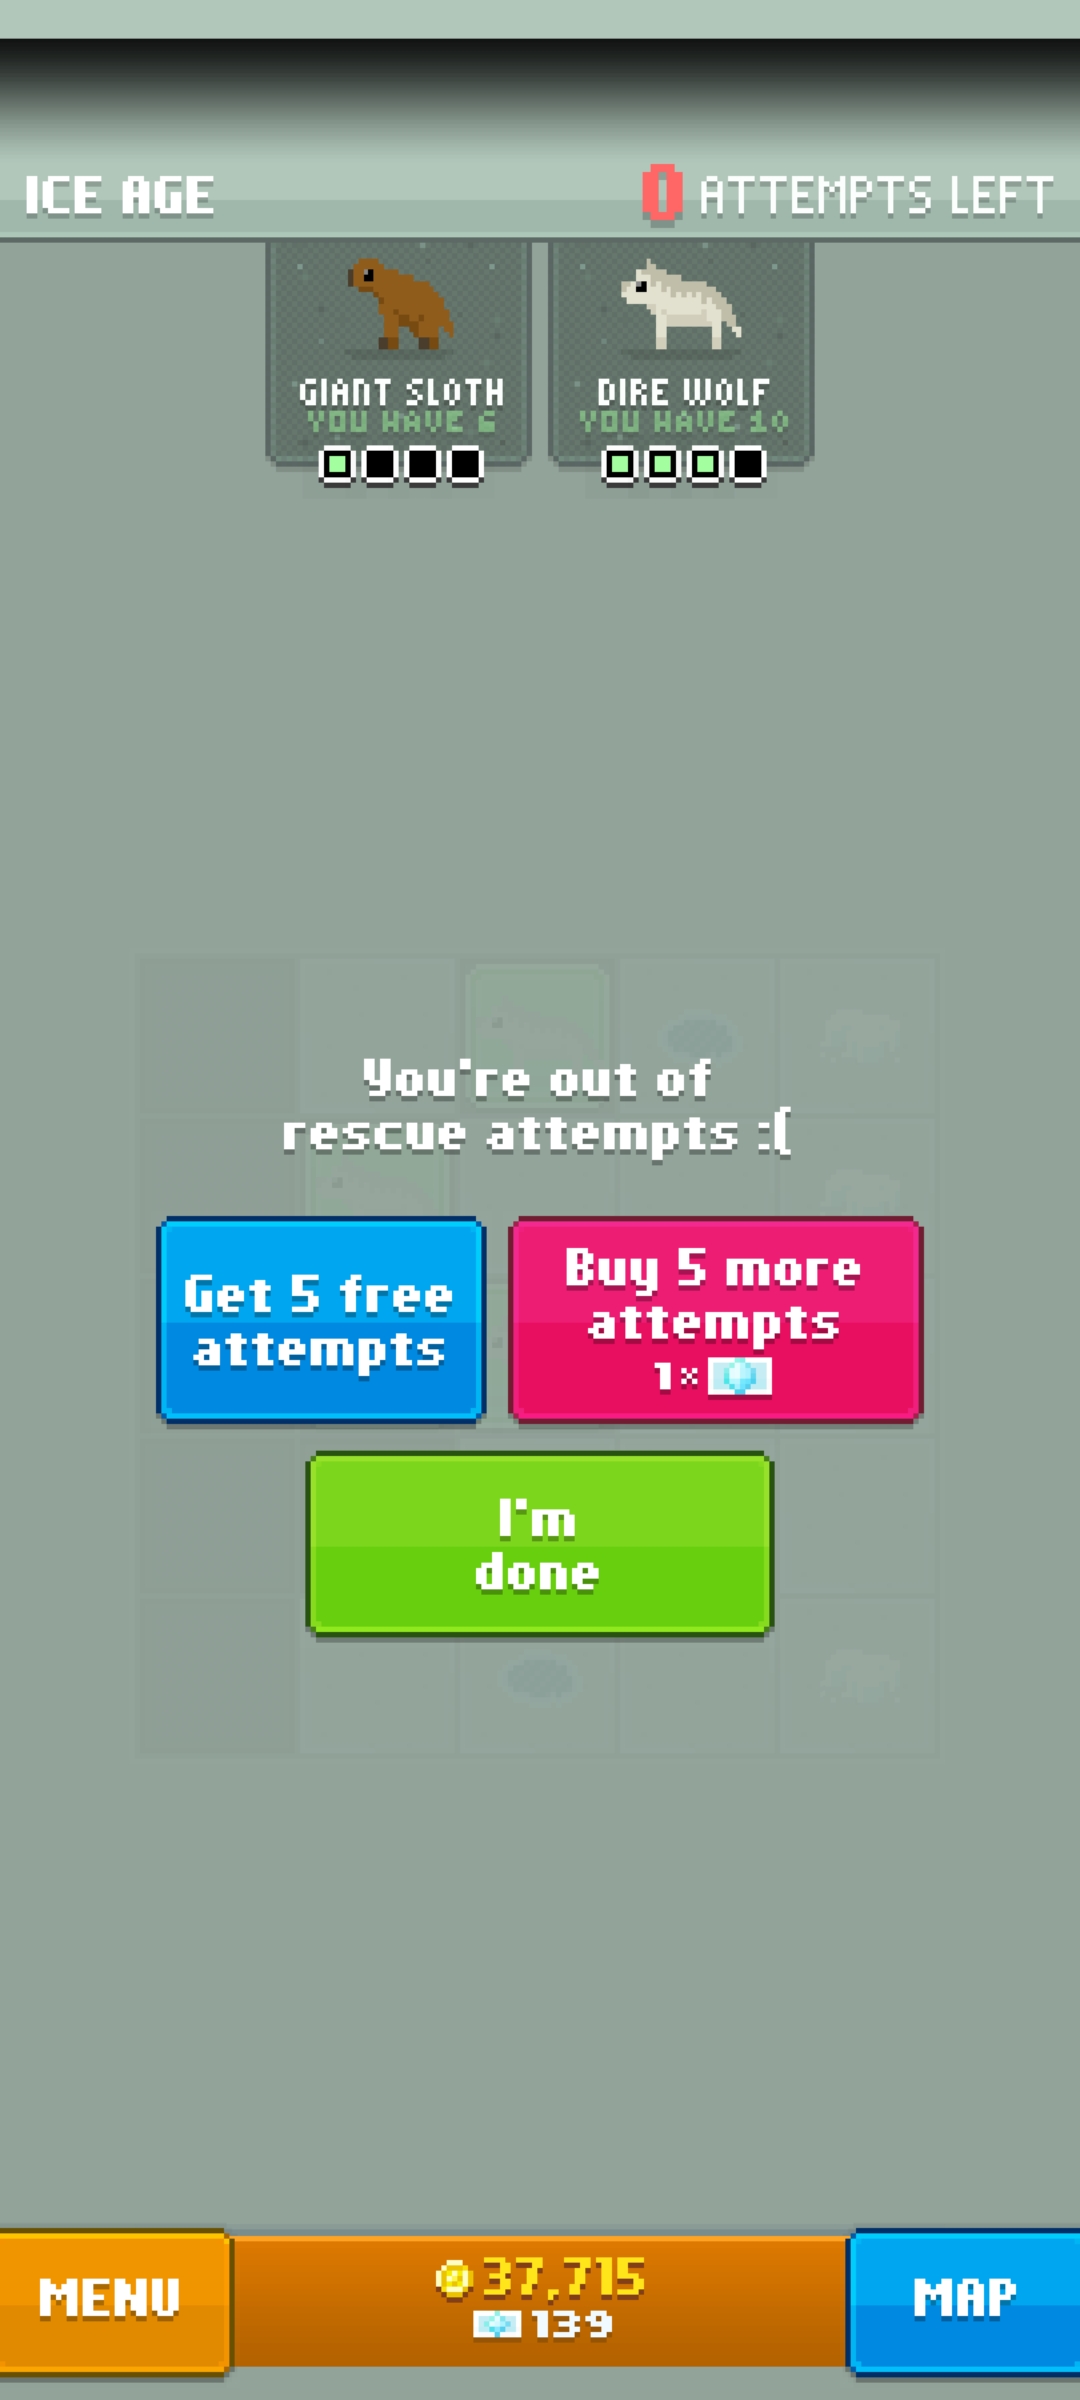 ICE AGE
0 ATTEMPTS LEFT
GIANT SLOTH
YOU HAVE 6
DIRE WOLF
YOU HAVE 10
You're out of
rescue attempts :(
Get 5 free
attempts
Buy 5 more
attempts
1×
I'm
done
MENU
37,715
139
MAP